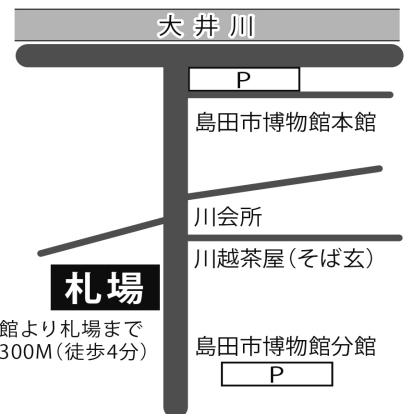 大井川
P
島田市博物館本館
川会所
川越茶屋（そば玄）
札場
館より札場まで
300M（徒歩4分）
島田市博物館分館
P